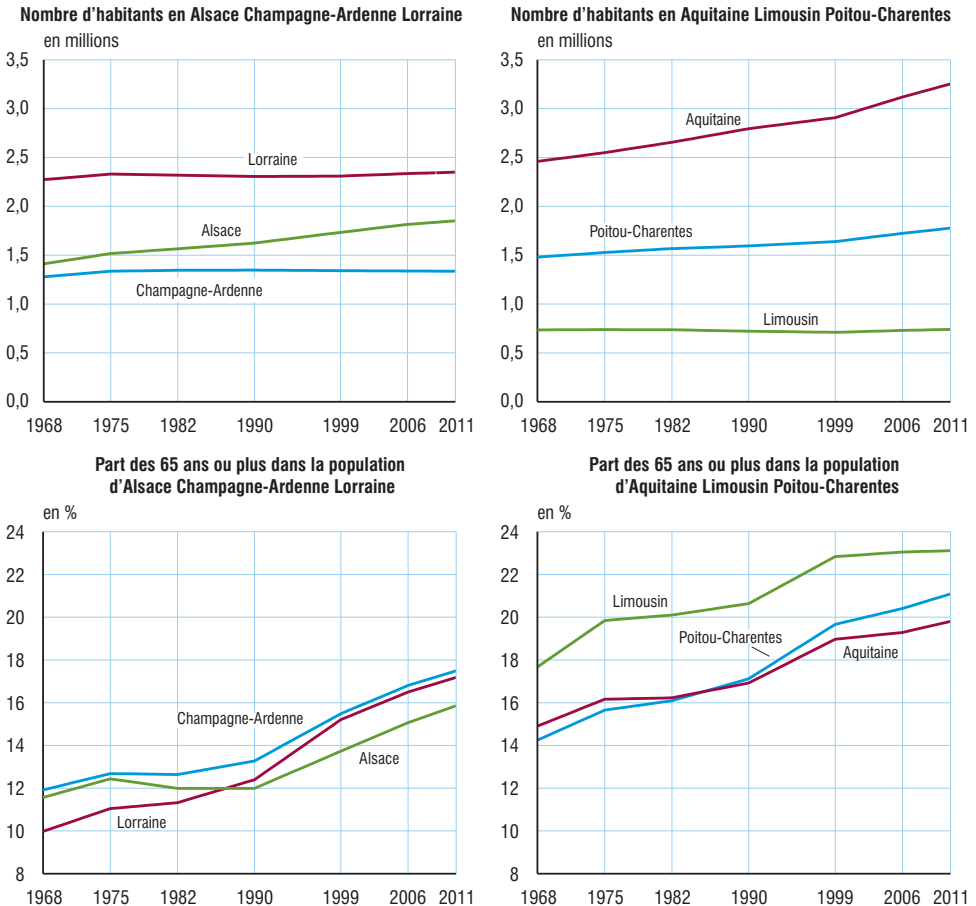 Nombre d'habitants en Alsace Champagne-Ardenne Lorraine
en millions
3,5
3,0
2,5
2,0
1,5
1,0
0,5
0,0
Lorraine
Alsace
Champagne-Ardenne
1968 1975 1982 1990 1999 2006 2011
Nombre d'habitants en Aquitaine Limousin Poitou-Charentes
en millions
3,5
3,0
2,5
2,0
1,5
1,0
0,5
0,0
Aquitaine
Poitou-Charentes
Limousin
1968 1975 1982 1990 1999 2006 2011
Part des 65 ans ou plus dans la population
d'Alsace Champagne-Ardenne Lorraine
en %
24
22
20
18
16
14
12
10
8
Champagne-Ardenne
Alsace
Lorraine
1968 1975 1982 1990 1999 2006 2011
Part des 65 ans ou plus dans la population
d'Aquitaine Limousin Poitou-Charentes
en %
24
22
20
18
16
14
12
10
8
Limousin
Poitou-Charentes
Aquitaine
1968 1975 1982 1990 1999 2006 2011